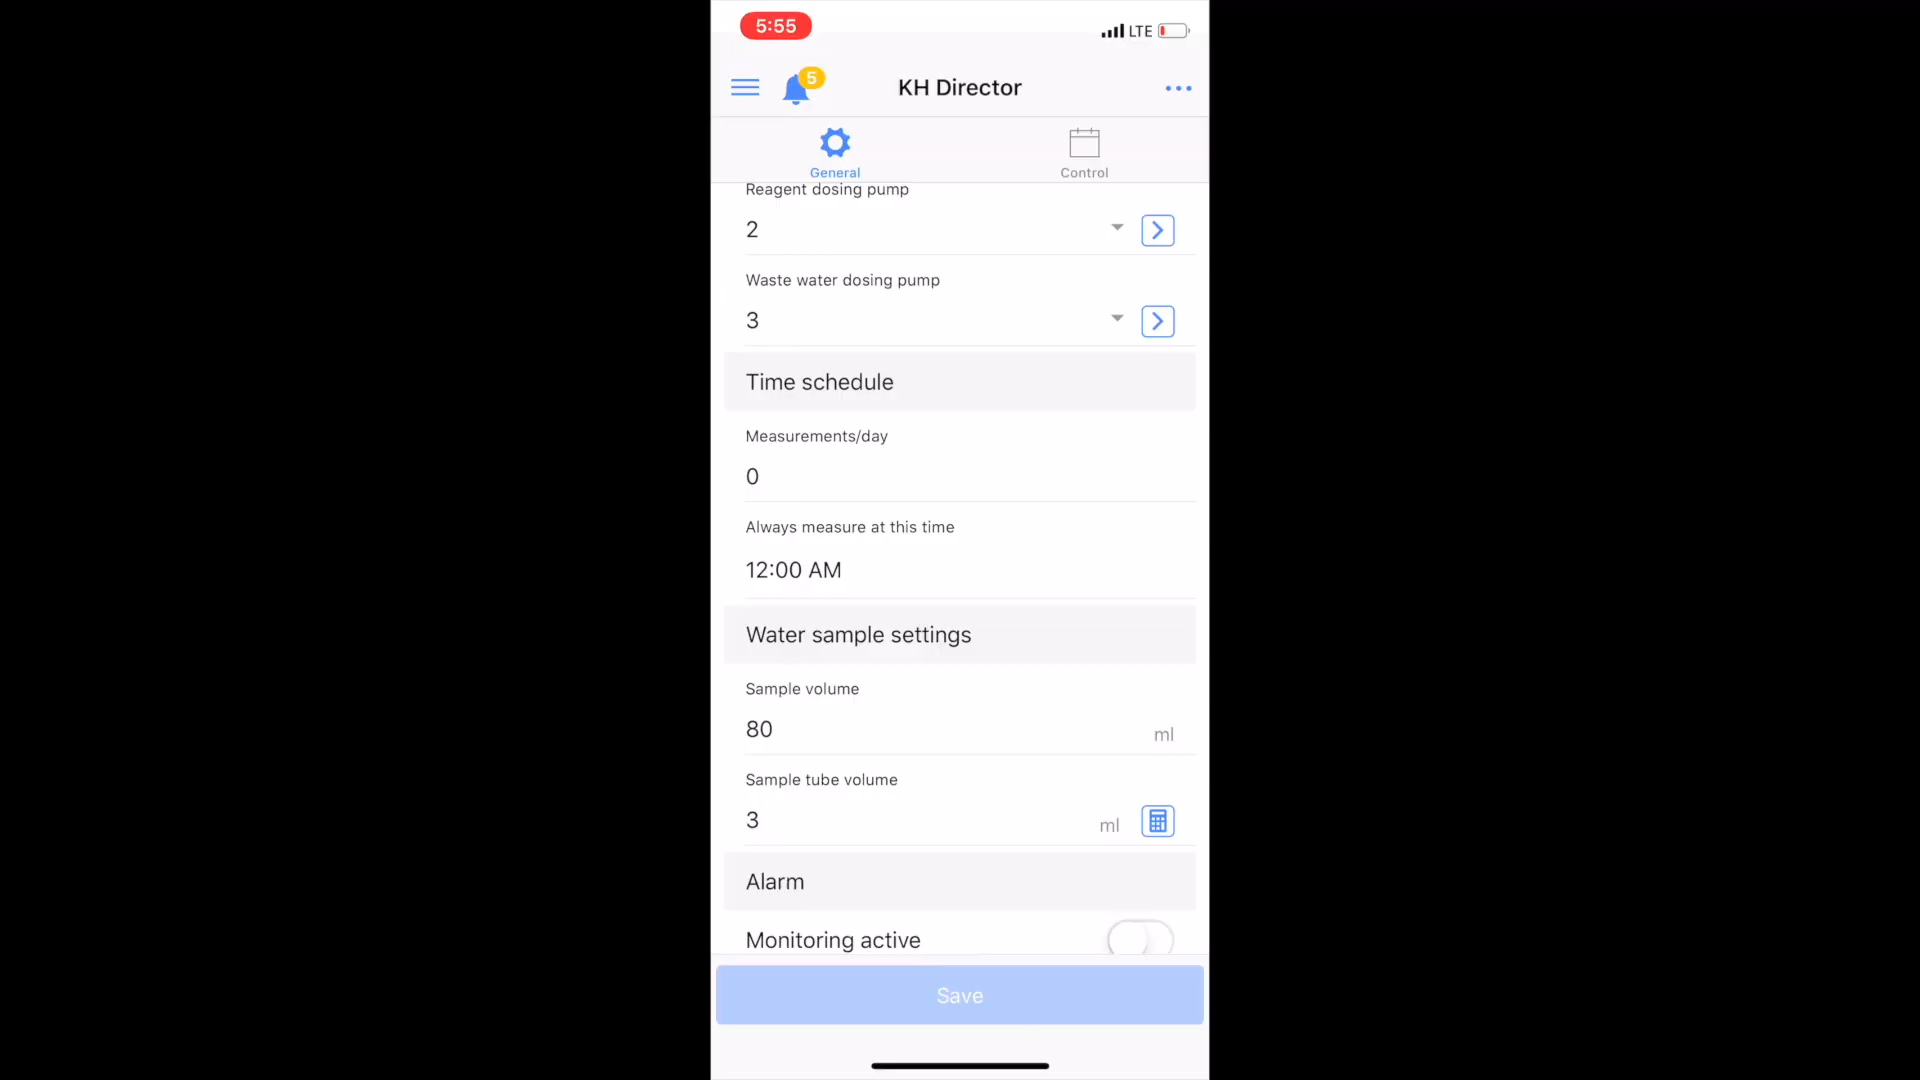 5:55
LTE
5
KH Director
General
Control
Reagent dosing pump
2
Waste water dosing pump
3
Time schedule
Measurements/day
0
Always measure at this time
12:00 AM
Water sample settings
Sample volume
80
ml
Sample tube volume
3
ml
Alarm
Monitoring active
Save